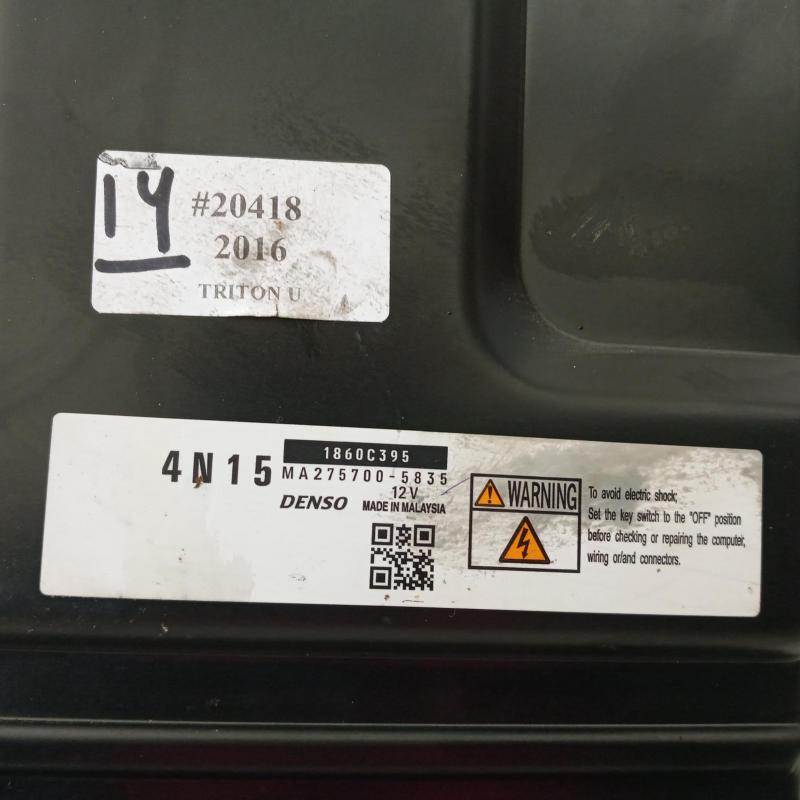 14
#20418
2016
TRITON U
4N15
1860C395
MA275700-5835
12V
DENSO
MADE IN MALAYSIA
WARNING
To avoid electric shock;
Set the key switch to the "OFF" position
before checking or repairing the computer,
wiring or/and connectors.